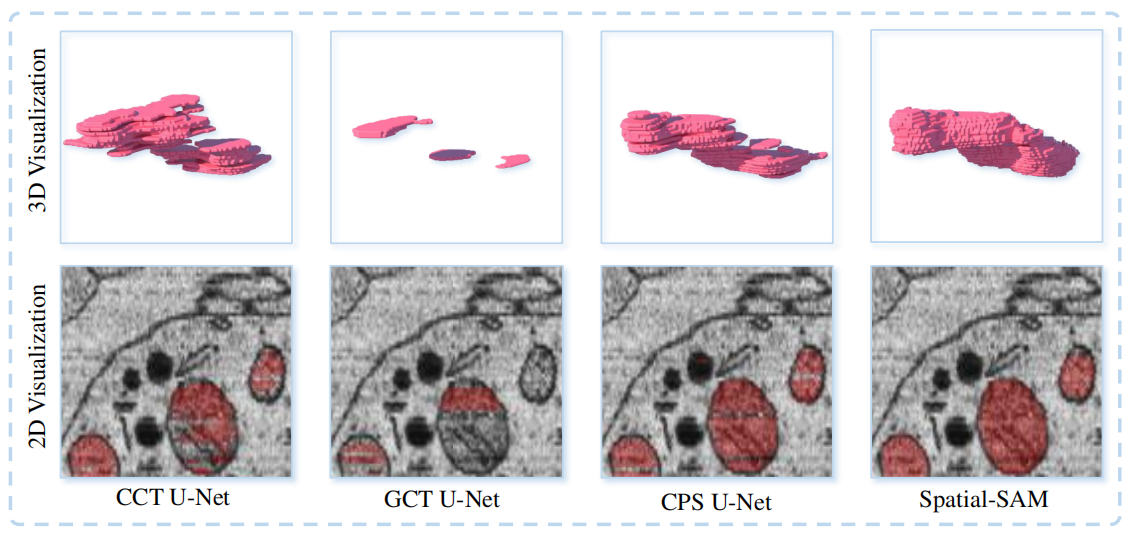 3D Visualization
2D Visualization
CCT U-Net
GCT U-Net
CPS U-Net
Spatial-SAM